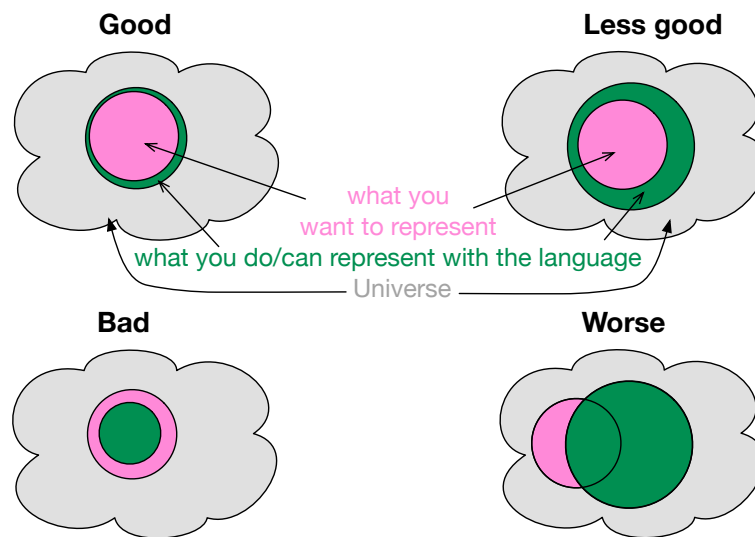 Good
Less good
what you
want to represent
what you do/can represent with the language
Universe
Bad
Worse